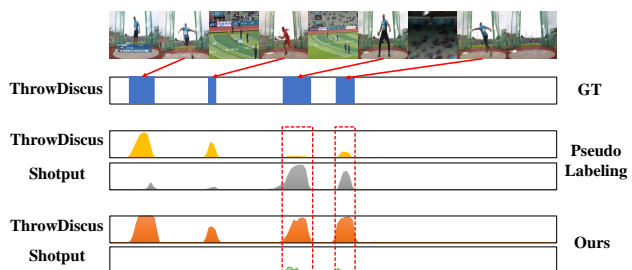 ThrowDiscus
GT
ThrowDiscus
Pseudo
Labeling
Shotput
ThrowDiscus
Ours
Shotput